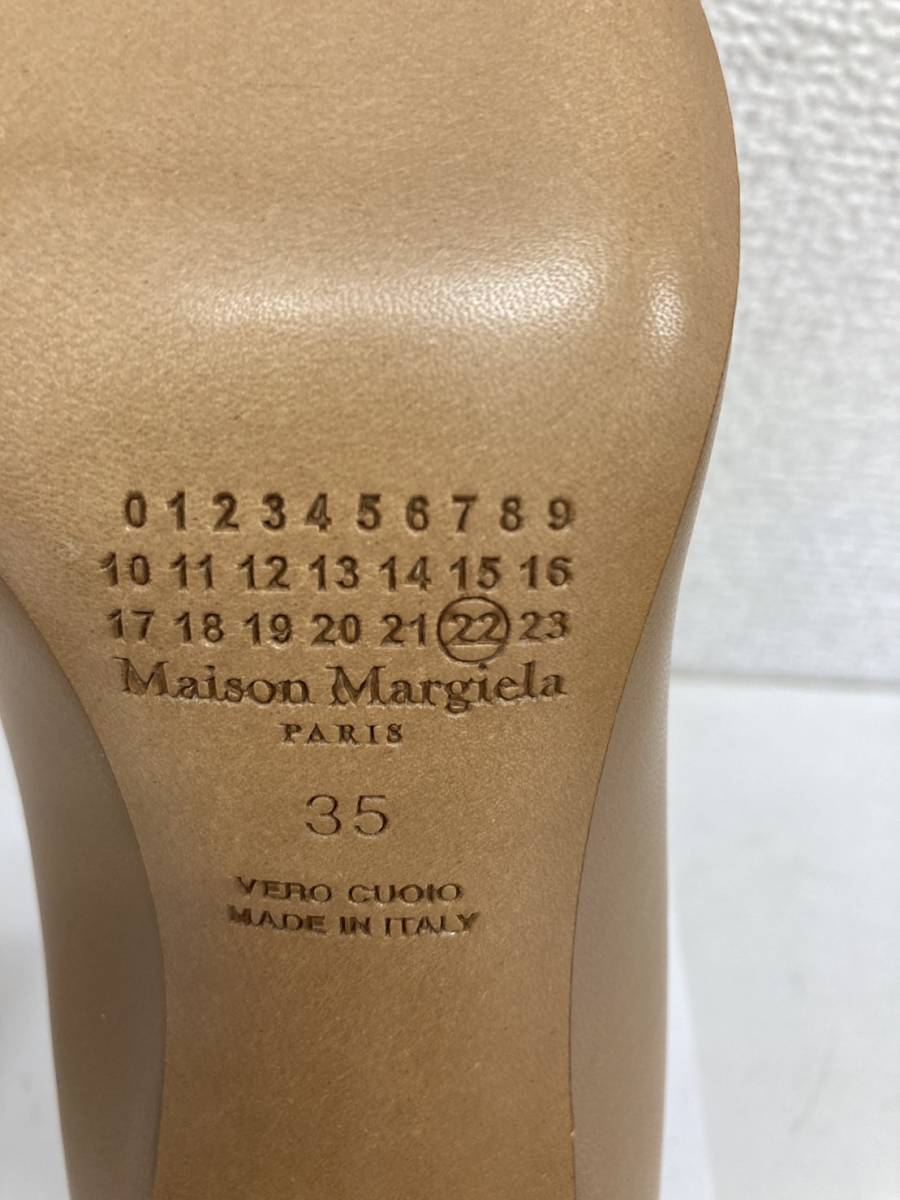 0 1 2 3 4 5 6 7 8 9
10 11 12 13 14 15 16
17 18 19 20 21 22 23
Maison Margiela
PARIS
35
VERO CUOIO
MADE IN ITALY